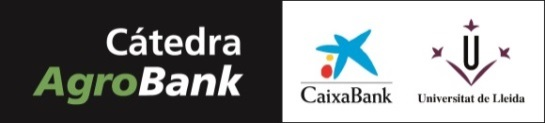 Cátedra
AgroBank
CaixaBank
U
Universitat de Lleida